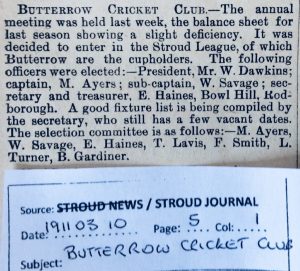 BUTTERROW CRICKET CLUB.—The annual
meeting was held last week, the balance sheet for
last season showing a slight deficiency. It was
decided to enter in the Stroud League, of which
Butterrow are the cupholders. The following
officers were elected:—President, Mr. W. Dawkins;
captain, M. Ayers; sub-captain, W. Savage; sec-
retary and treasurer, E. Haines, Bowl Hill, Rod-
borough. A good fixture list is being compiled by
the secretary, who still has a few vacant dates.
The selection committee is as follows:—M. Ayers,
W. Savage, E. Haines, T. Lavis, F. Smith, L.
Turner, B. Gardiner.
Source: STROUD NEWS / STROUD JOURNAL
Date: 1911 03 10 Page: 5 Col: 1
BUTTERROW CRICKET CLUB
Subject: